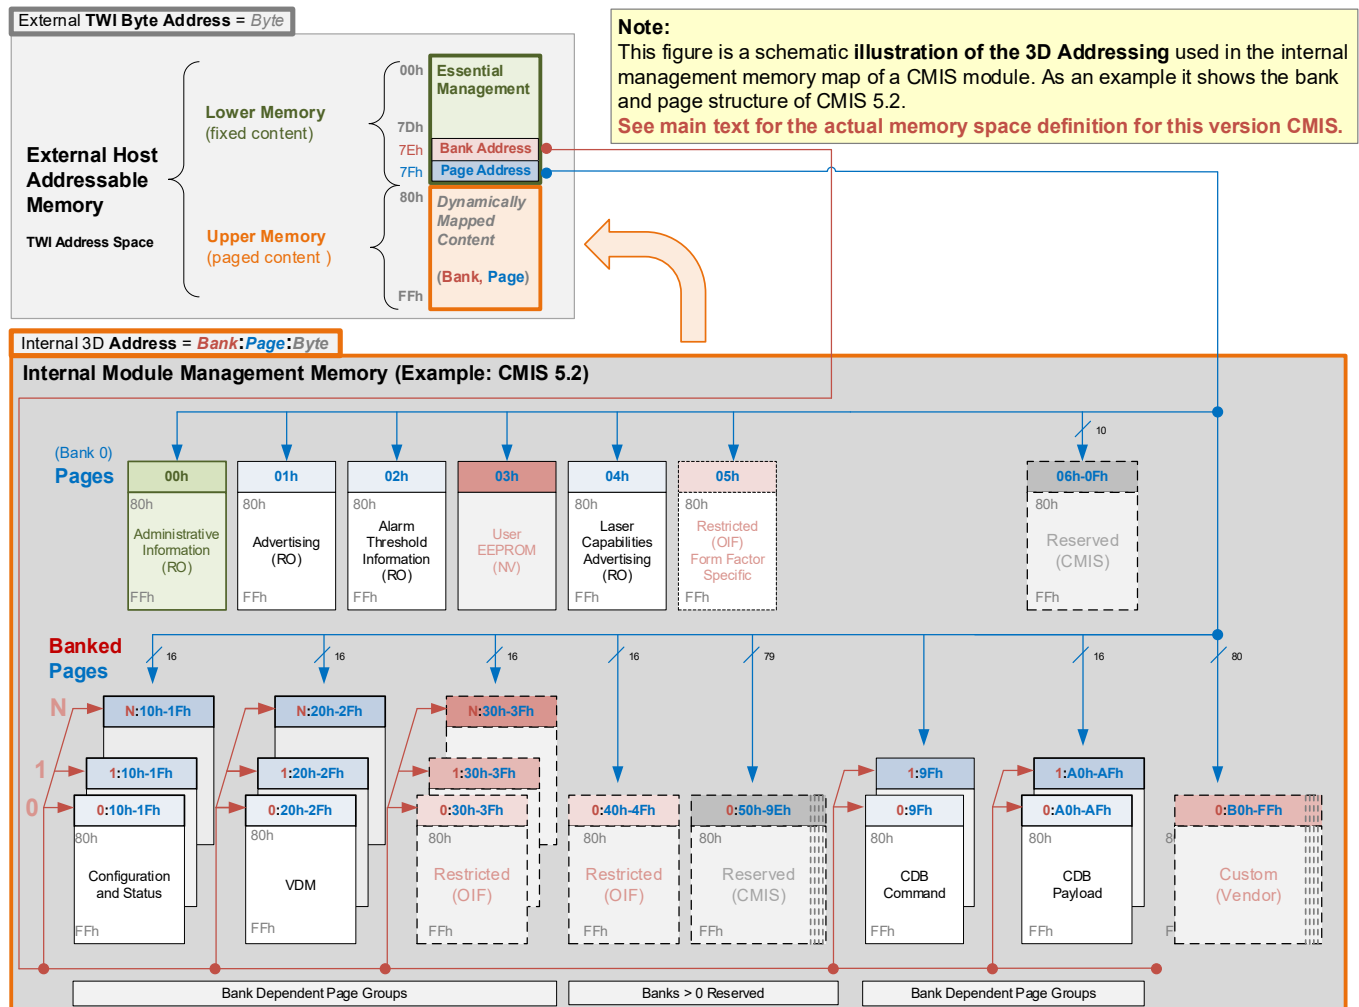 External TWI Byte Address = Byte
Note:
This figure is a schematic illustration of the 3D Addressing used in the internal
management memory map of a CMIS module. As an example it shows the bank
and page structure of CMIS 5.2.
See main text for the actual memory space definition for this version CMIS.
External Host
Addressable
Memory
TWI Address Space
Lower Memory
(fixed content)
Upper Memory
(paged content )
00h
7Dh
7Eh
7Fh
80h
FFh
Essential
Management
Bank Address
Page Address
Dynamically
Mapped
Content
(Bank, Page)
Internal 3D Address = Bank:Page:Byte
Internal Module Management Memory (Example: CMIS 5.2)
(Bank 0)
Pages
10
00h
80h
Administrative
Information
(RO)
FFh
01h
80h
Advertising
(RO)
FFh
02h
80h
Alarm
Threshold
Information
(RO)
FFh
03h
80h
User
EEPROM
(NV)
FFh
04h
80h
Laser
Capabilities
Advertising
(RO)
FFh
05h
80h
Restricted
(OIF)
Form Factor
Specific
FFh
06h-0Fh
80h
Reserved
(CMIS)
FFh
Banked
Pages
16
16
16
16
79
16
80
N
1
0
N:10h-1Fh
1:10h-1Fh
0:10h-1Fh
80h
Configuration
and Status
FFh
N:20h-2Fh
1:20h-2Fh
0:20h-2Fh
80h
VDM
FFh
N:30h-3Fh
1:30h-3Fh
0:30h-3Fh
80h
Restricted
(OIF)
FFh
0:40h-4Fh
80h
Restricted
(OIF)
FFh
0:50h-9Eh
80h
Reserved
(CMIS)
FFh
1:9Fh
0:9Fh
80h
CDB
Command
FFh
1:A0h-AFh
0:A0h-AFh
80h
CDB
Payload
FFh
0:B0h-FFh
8
Custom
(Vendor)
F
Bank Dependent Page Groups
Banks > 0 Reserved
Bank Dependent Page Groups